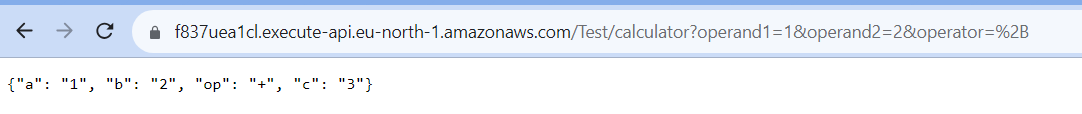 f837uea1cl.execute-api.eu-north-1.amazonaws.com/Test/calculator?operand1=1&operand2=2&operator=%2B
{"a": "1", "b": "2", "op": "+", "c": "3"}